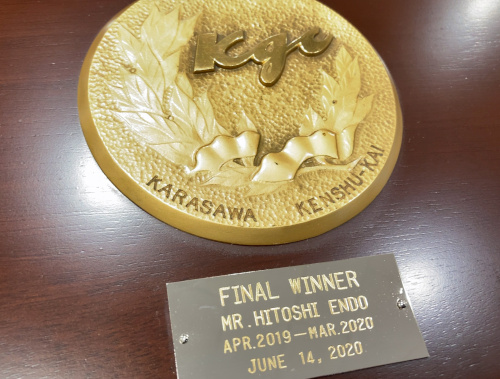 Kgc
KARASAWA KENSHU-KAI
FINAL WINNER
MR.HITOSHI ENDO
APR.2019-MAR.2020
JUNE 14, 2020